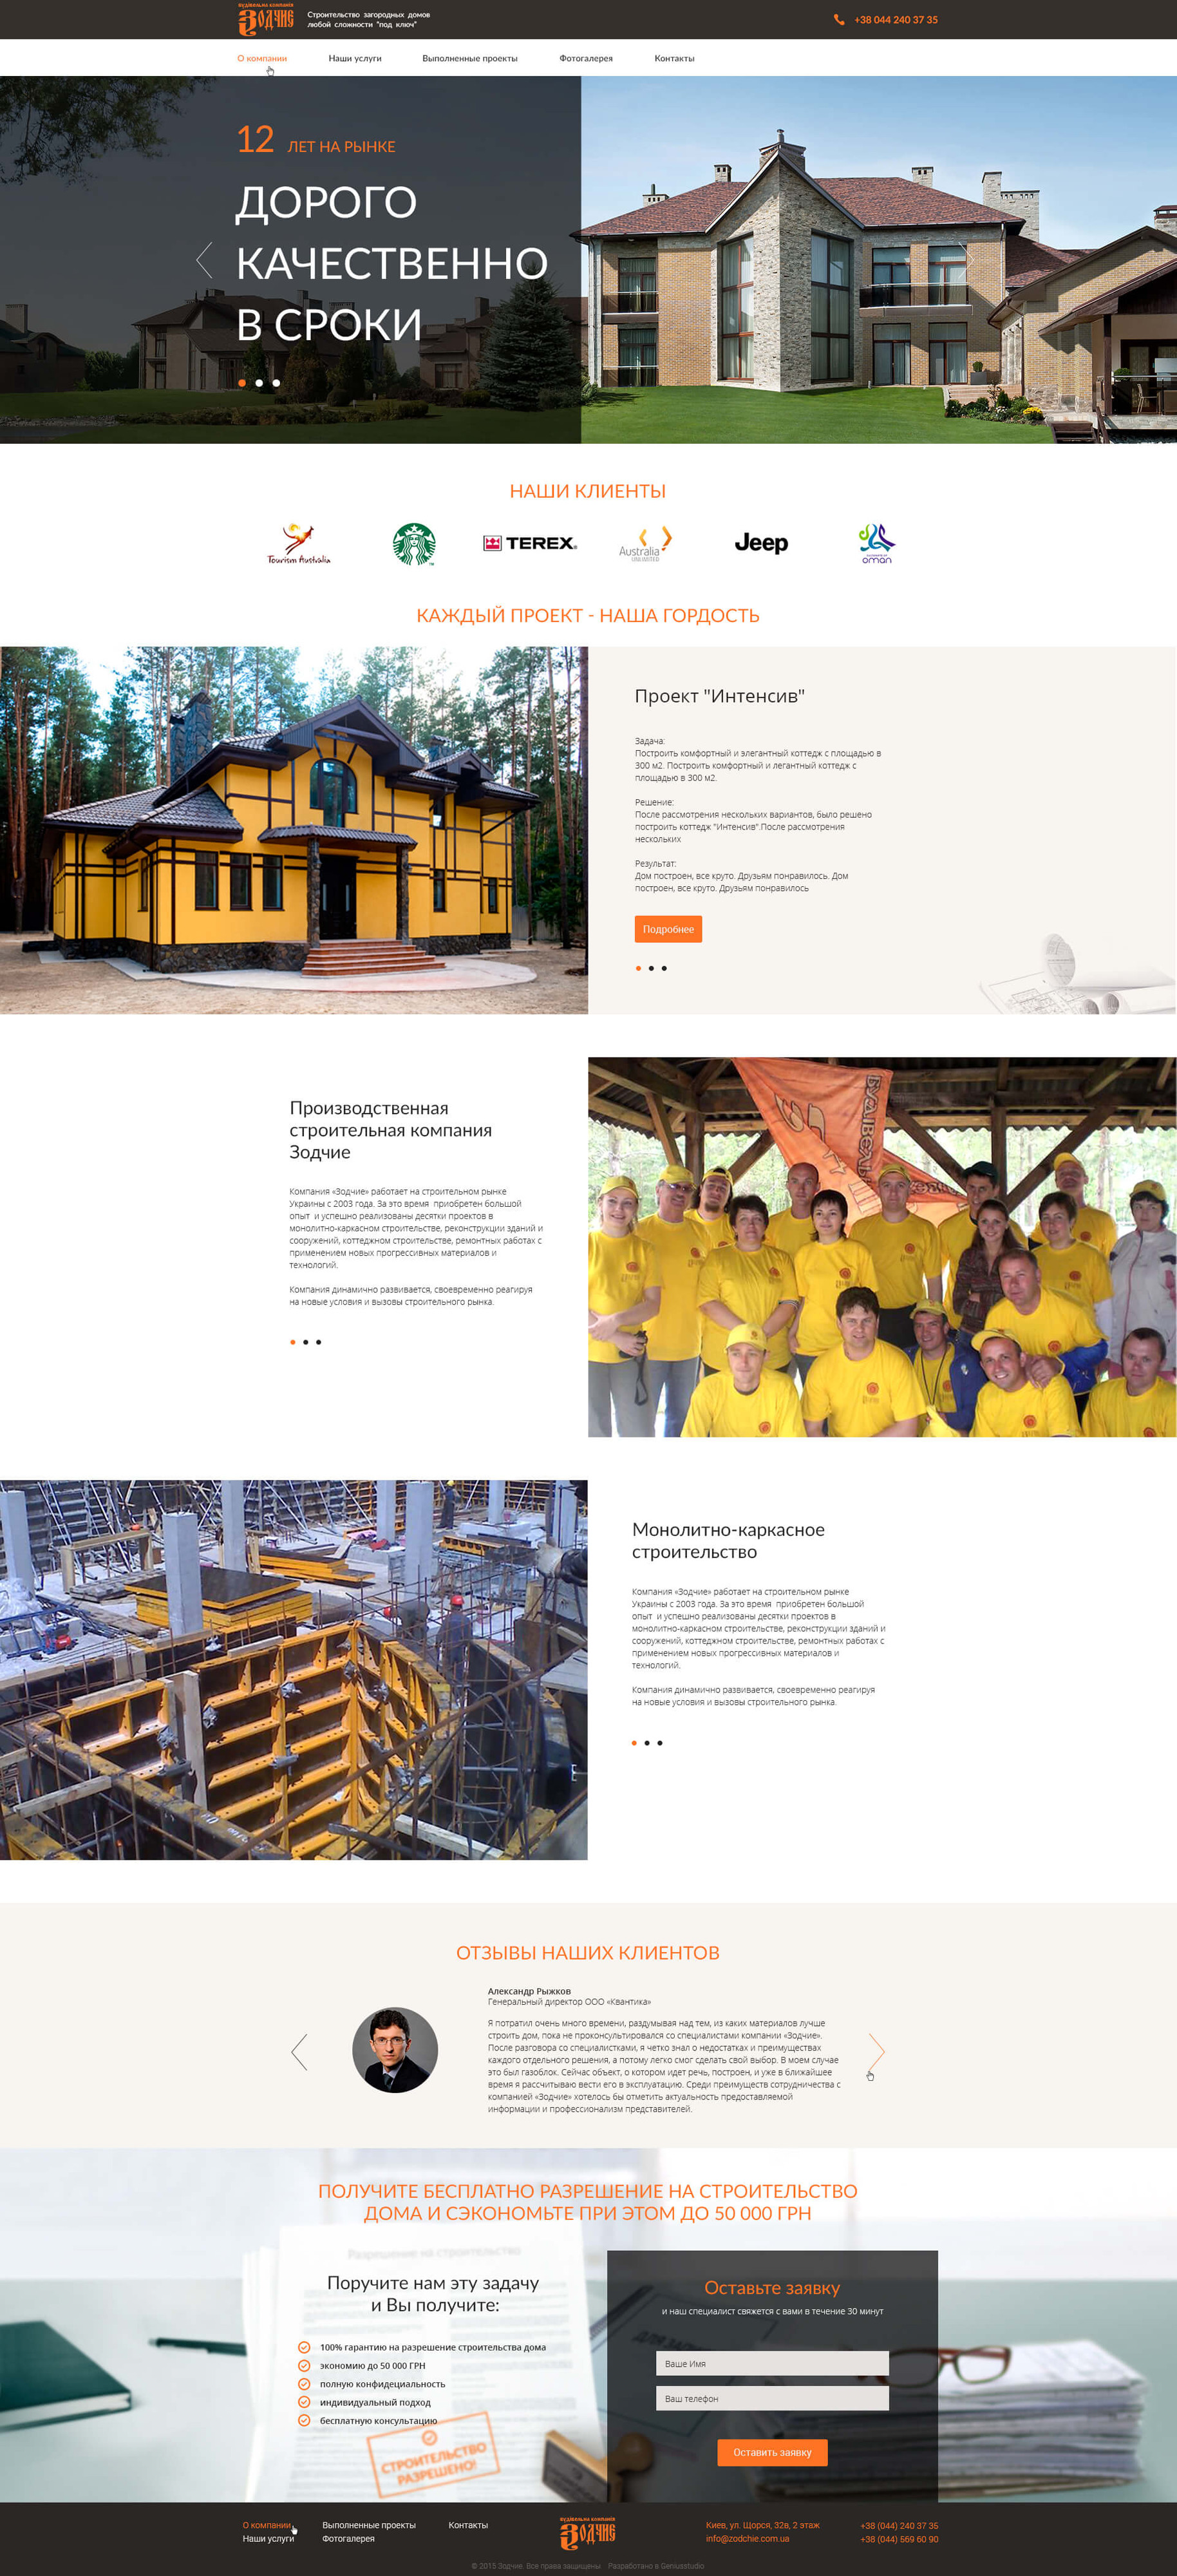 будівельна компанія
Зодчие
Строительство загородных домов
любой сложности "под ключ"
+38 044 240 37 35
О компании
Наши услуги
Выполненные проекты
Фотогалерея
Контакты
12 ЛЕТ НА РЫНКЕ
ДОРОГО
КАЧЕСТВЕННО
В СРОКИ
НАШИ КЛИЕНТЫ
Tourism Australia
TEREX
Australia
UNLIMITED
Jeep
oman
КАЖДЫЙ ПРОЕКТ - НАША ГОРДОСТЬ
Проект "Интенсив"
Задача:
Построить комфортный и элегантный коттедж с площадью в
300 м2. Построить комфортный и легантный коттедж с
площадью в 300 м2.
Решение:
После рассмотрения нескольких вариантов, было решено
построить коттедж "Интенсив".После рассмотрения
нескольких
Результат:
Дом построен, все круто. Друзьям понравилось. Дом
построен, все круто. Друзьям понравилось
Подробнее
Производственная
строительная компания
Зодчие
Компания «Зодчие» работает на строительном рынке
Украины с 2003 года. За это время приобретен большой
опыт и успешно реализованы десятки проектов в
монолитно-каркасном строительстве, реконструкции зданий и
сооружений, коттеджном строительстве, ремонтных работах с
применением новых прогрессивных материалов и
технологий.
Компания динамично развивается, своевременно реагируя
на новые условия и вызовы строительного рынка.
Монолитно-каркасное
строительство
Компания «Зодчие» работает на строительном рынке
Украины с 2003 года. За это время приобретен большой
опыт и успешно реализованы десятки проектов в
монолитно-каркасном строительстве, реконструкции зданий и
сооружений, коттеджном строительстве, ремонтных работах с
применением новых прогрессивных материалов и
технологий.
Компания динамично развивается, своевременно реагируя
на новые условия и вызовы строительного рынка.
ОТЗЫВЫ НАШИХ КЛИЕНТОВ
Александр Рыжков
Генеральный директор ООО «Квантика»
Я потратил очень много времени, раздумывая над тем, из каких материалов лучше
строить дом, пока не проконсультировался со специалистами компании «Зодчие».
После разговора со специалистками, я четко знал о недостатках и преимуществах
каждого отдельного решения, а потому легко смог сделать свой выбор. В моем случае
это был газоблок. Сейчас объект, о котором идет речь, построен, и уже в ближайшее
время я рассчитываю вести его в эксплуатацию. Среди преимуществ сотрудничества с
компанией «Зодчие» хотелось бы отметить актуальность предоставляемой
информации и профессионализм представителей.
ПОЛУЧИТЕ БЕСПЛАТНО РАЗРЕШЕНИЕ НА СТРОИТЕЛЬСТВО
ДОМА И СЭКОНОМЬТЕ ПРИ ЭТОМ ДО 50 000 ГРН
Разрешение на строительство
Поручите нам эту задачу
и Вы получите:
100% гарантию на разрешение строительства дома
экономию до 50 000 ГРН
полную конфидециальность
индивидуальный подход
бесплатную консультацию
СТРОИТЕЛЬСТВО
РАЗРЕШЕНО!
Оставьте заявку
и наш специалист свяжется с вами в течение 30 минут
Ваше Имя
Ваш телефон
Оставить заявку
О компании
Наши услуги
Выполненные проекты
Фотогалерея
Контакты
будівельна компанія
Зодчие
Киев, ул. Щорся, 32в, 2 этаж
info@zodchie.com.ua
+38 (044) 240 37 35
+38 (044) 569 60 90
© 2015 Зодчие. Все права защищены Разработано в Geniusstudio